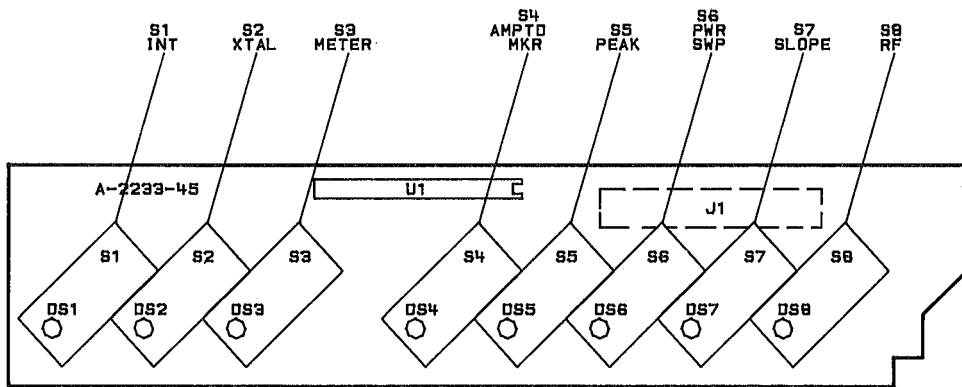 S1
INT
S2
XTAL
S3
METER
S4
AMPTD
MKR
S5
PEAK
S6
PWR
SWP
S7
SLOPE
S8
RF
A-2233-45
U1
J1
S1
S2
S3
S4
S5
S6
S7
S8
DS1
DS2
DS3
DS4
DS5
DS6
DS7
DS8